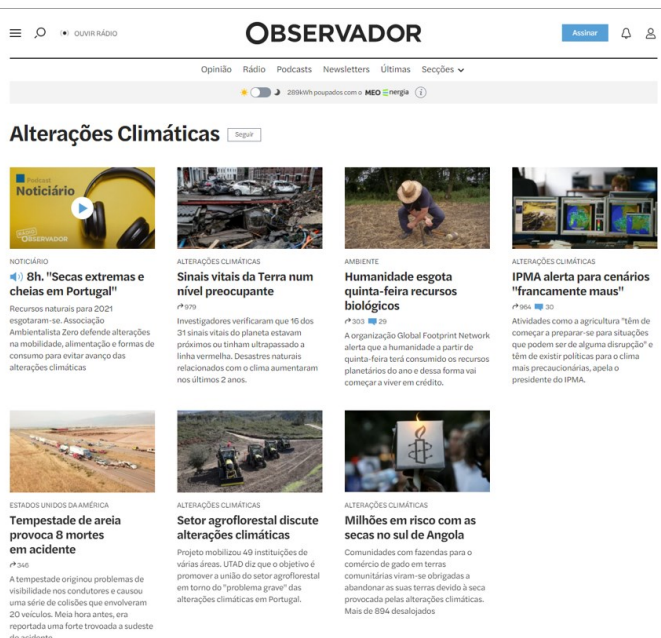 OUVIR RÁDIO
OBSERVADOR
Assinar
Opinião Rádio Podcasts Newsletters Últimas Secções
289kWh poupados com o MEO Energia i
Alterações Climáticas Seguir
Podcast
Noticiário
RÁDIO
OBSERVADOR
NOTICIÁRIO
8h. "Secas extremas e
cheias em Portugal"
Recursos naturais para 2021
esgotaram-se. Associação
Ambientalista Zero defende alterações
na mobilidade, alimentação e formas de
consumo para evitar avanço das
alterações climáticas
ALTERAÇÕES CLIMÁTICAS
Sinais vitais da Terra num
nível preocupante
979
Investigadores verificaram que 16 dos
31 sinais vitais do planeta estavam
próximos ou tinham ultrapassado a
linha vermelha. Desastres naturais
relacionados com o clima aumentaram
nos últimos 2 anos.
AMBIENTE
Humanidade esgota
quinta-feira recursos
biológicos
303 29
A organização Global Footprint Network
alerta que a humanidade a partir de
quinta-feira terá consumido os recursos
planetários do ano e dessa forma vai
começar a viver em crédito.
ALTERAÇÕES CLIMÁTICAS
IPMA alerta para cenários
"francamente maus"
964 30
Atividades como a agricultura "têm de
começar a preparar-se para situações
que podem ser de alguma disrupção" e
têm de existir políticas para o clima
mais precaucionárias, apela o
presidente do IPMA.
ESTADOS UNIDOS DA AMÉRICA
Tempestade de areia
provoca 8 mortes
em acidente
346
A tempestade originou problemas de
visibilidade nos condutores e causou
uma série de colisões que envolveram
20 veículos. Meia hora antes, era
reportada uma forte trovoada a sudeste
do acidente
ALTERAÇÕES CLIMÁTICAS
Setor agroflorestal discute
alterações climáticas
Projeto mobilizou 49 instituições de
várias áreas. UTAD diz que o objetivo é
promover a união do setor agroflorestal
em torno do "problema grave" das
alterações climáticas em Portugal.
ALTERAÇÕES CLIMÁTICAS
Milhões em risco com as
secas no sul de Angola
Comunidades com fazendas para o
comércio de gado em terras
comunitárias viram-se obrigadas a
abandonar as suas terras devido à seca
provocada pelas alterações climáticas.
Mais de 894 desalojados